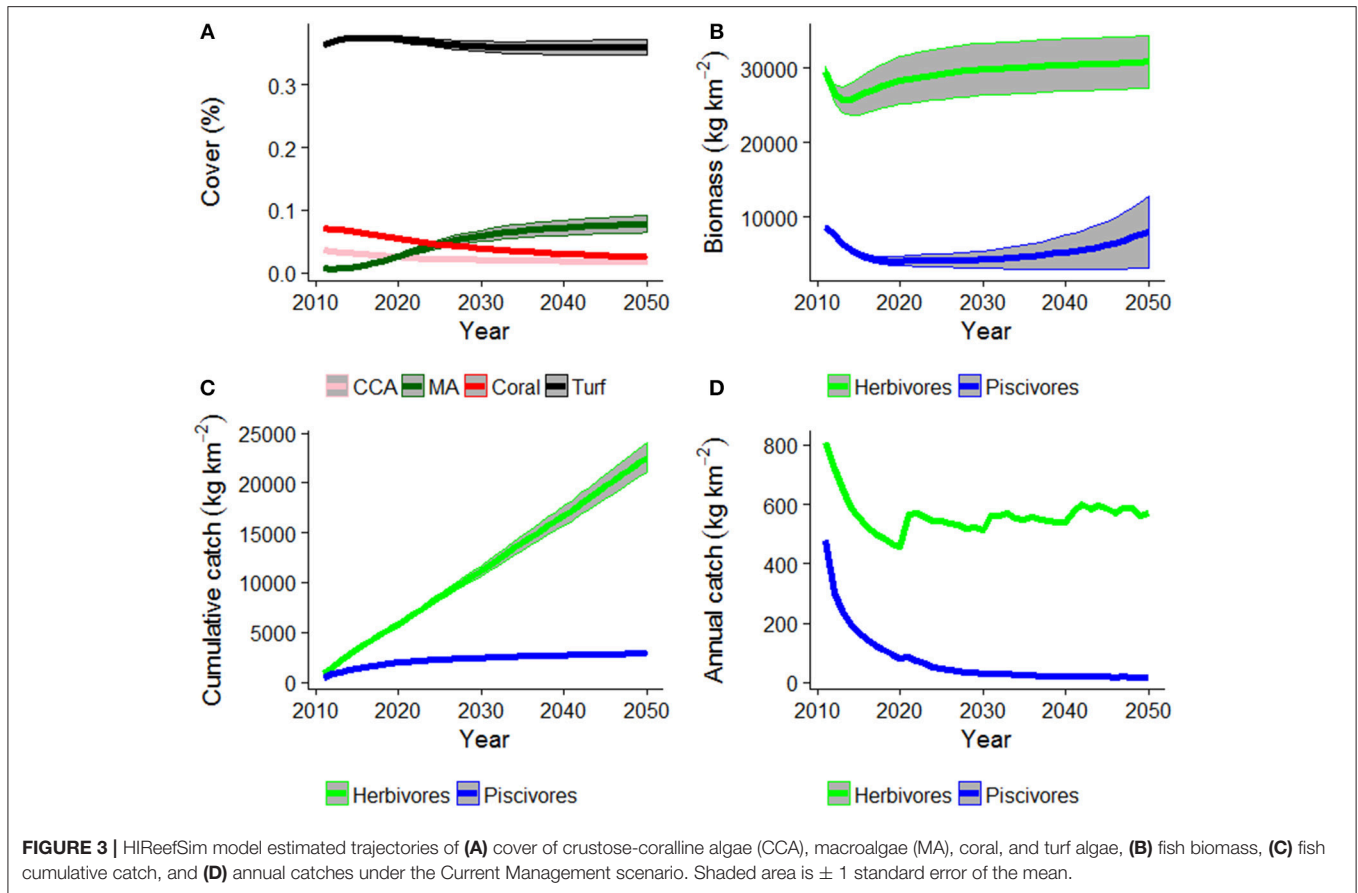 A
Cover (%)
0.3
0.2
0.1
0.0
2010 2020 2030 2040 2050
Year
CCA MA Coral Turf
B
Biomass (kg km⁻²)
30000
20000
10000
2010 2020 2030 2040 2050
Year
Herbivores Piscivores
C
Cumulative catch (kg km⁻²)
25000
20000
15000
10000
5000
0
2010 2020 2030 2040 2050
Year
Herbivores Piscivores
D
Annual catch (kg km⁻²)
800
600
400
200
0
2010 2020 2030 2040 2050
Year
Herbivores Piscivores
FIGURE 3 | HIReefSim model estimated trajectories of (A) cover of crustose-coralline algae (CCA), macroalgae (MA), coral, and turf algae, (B) fish biomass, (C) fish
cumulative catch, and (D) annual catches under the Current Management scenario. Shaded area is ± 1 standard error of the mean.